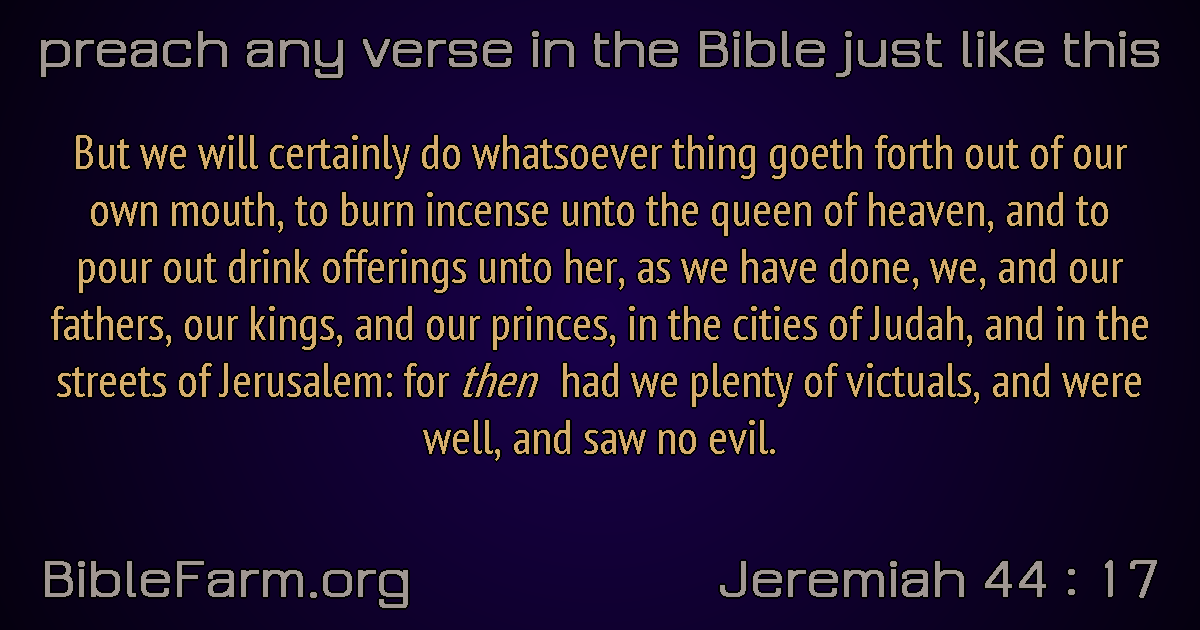 preach any verse in the Bible just like this
But we will certainly do whatsoever thing goeth forth out of our
own mouth, to burn incense unto the queen of heaven, and to
pour out drink offerings unto her, as we have done, we, and our
fathers, our kings, and our princes, in the cities of Judah, and in the
streets of Jerusalem: for then had we plenty of victuals, and were
well, and saw no evil.
BibleFarm.org
Jeremiah 44 : 17